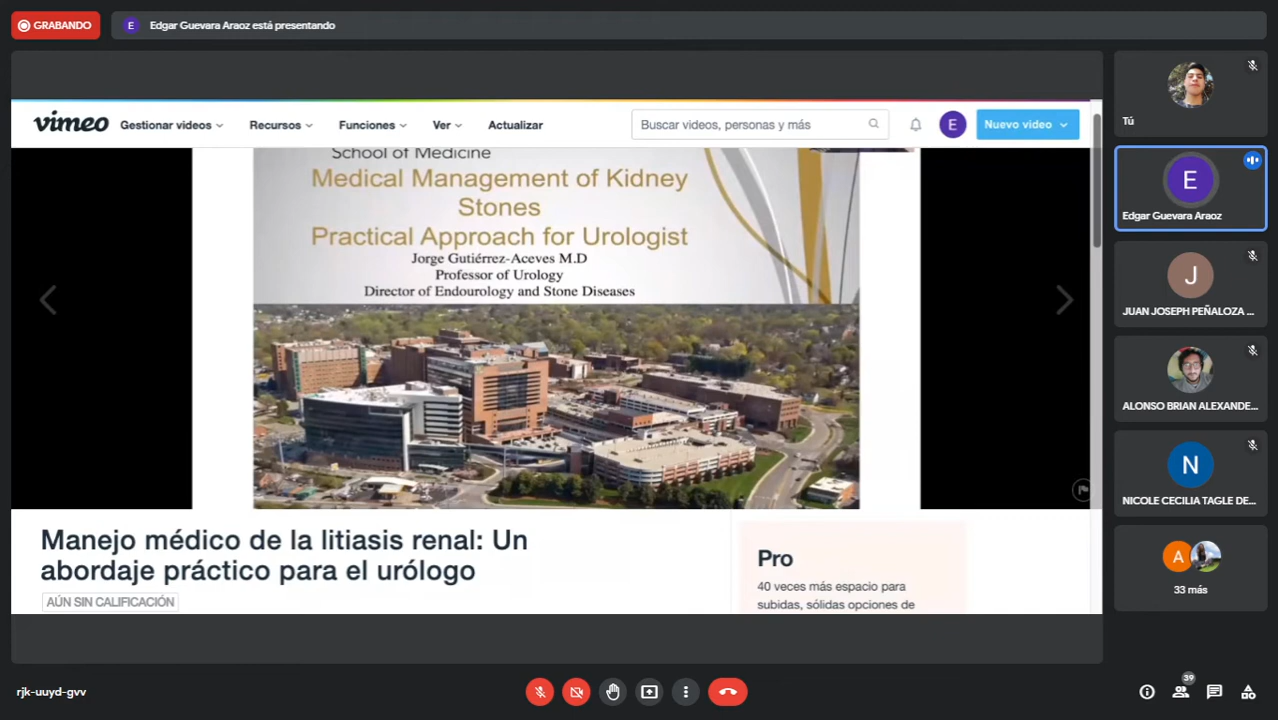 GRABANDO
E
Edgar Guevara Araoz está presentando
vimeo
Gestionar videos
Recursos
Funciones
Ver
Actualizar
Buscar videos, personas y más
E
Nuevo video
School of Medicine
Medical Management of Kidney
Stones
Practical Approach for Urologist
Jorge Gutiérrez-Aceves M.D
Professor of Urology
Director of Endourology and Stone Diseases
Manejo médico de la litiasis renal: Un
abordaje práctico para el urólogo
AÚN SIN CALIFICACIÓN
Pro
40 veces más espacio para
subidas, sólidas opciones de
Tú
E
Edgar Guevara Araoz
J
JUAN JOSEPH PEÑALOZA ...
ALONSO BRIAN ALEXANDE...
N
NICOLE CECILIA TAGLE DE...
A
33 más
rjk-uuyd-gvv
39